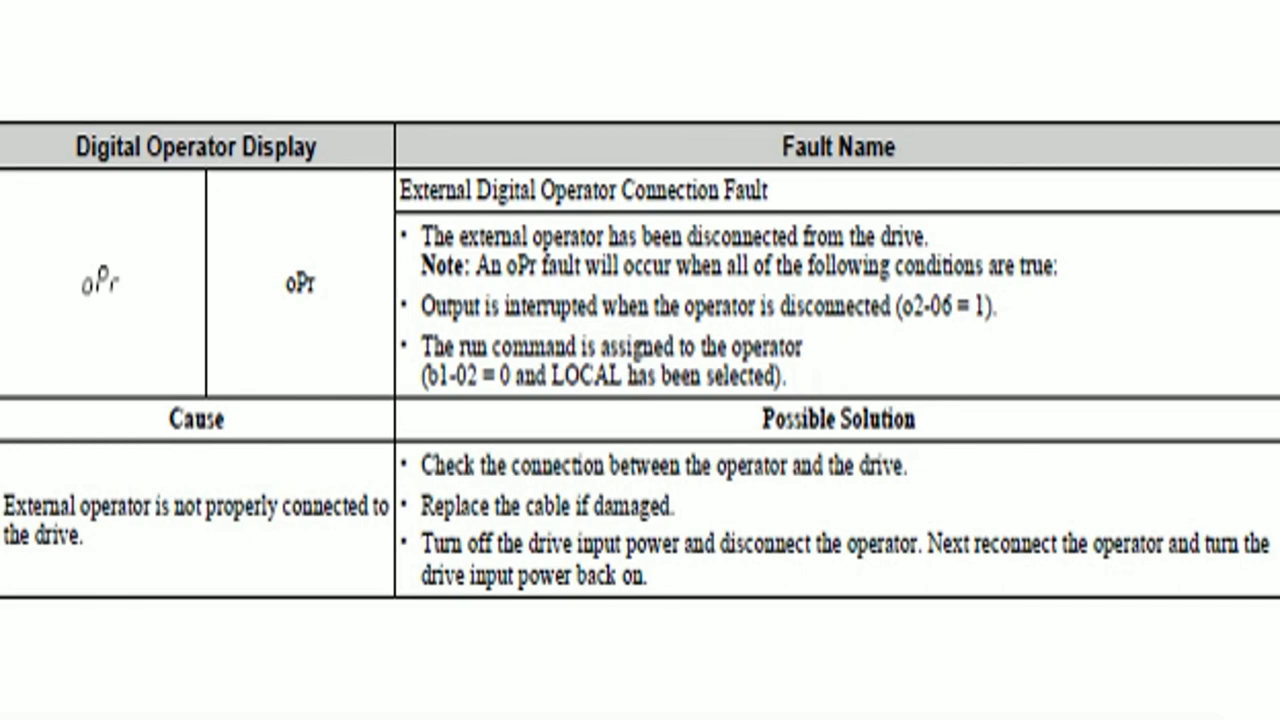 Digital Operator Display
Fault Name
External Digital Operator Connection Fault
oPr
oPr
• The external operator has been disconnected from the drive.
Note: An oPr fault will occur when all of the following conditions are true:
• Output is interrupted when the operator is disconnected (o2-06 = 1).
• The run command is assigned to the operator
(b1-02 = 0 and LOCAL has been selected).
Cause
Possible Solution
External operator is not properly connected to
the drive.
• Check the connection between the operator and the drive.
• Replace the cable if damaged.
• Turn off the drive input power and disconnect the operator. Next reconnect the operator and turn the
drive input power back on.